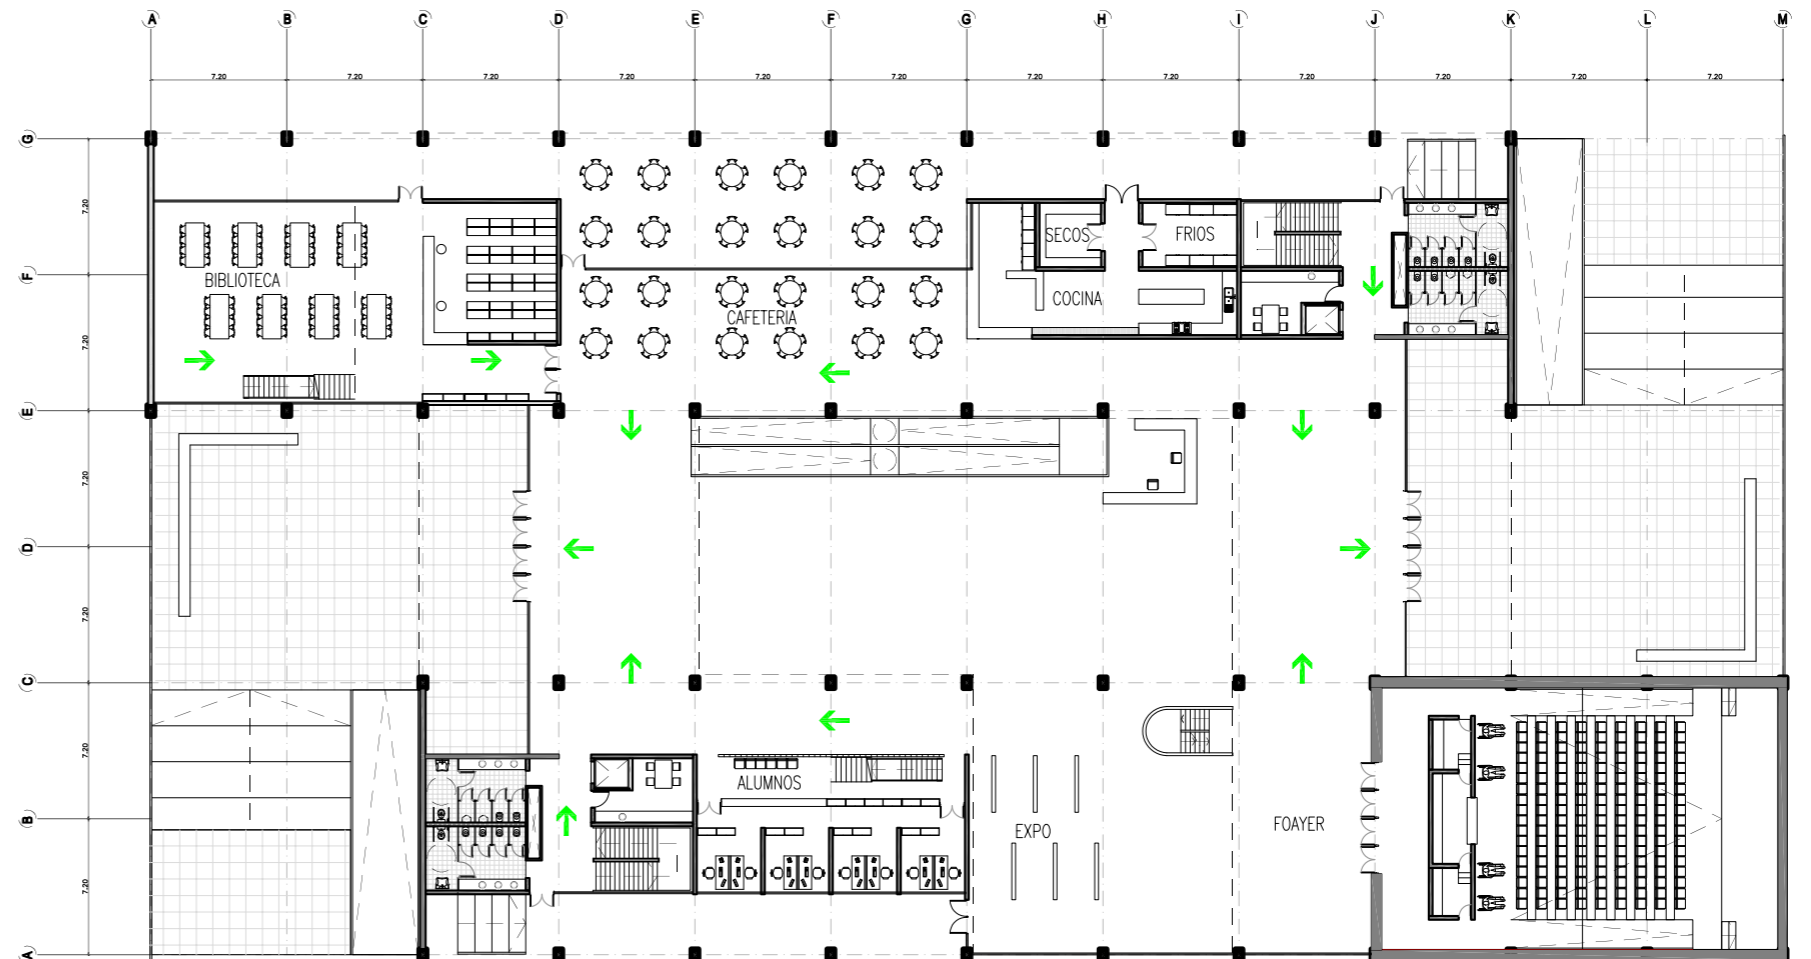 A B C D E F G H I J K L M
7.20 7.20 7.20 7.20 7.20 7.20 7.20 7.20 7.20 7.20 7.20 7.20
G
7.20
SECOS FRIOS
F
BIBLIOTECA
COCINA
CAFETERIA
7.20
E
7.20
D
7.20
C
7.20
ALUMNOS
B
EXPO FOAYER
7.20
A